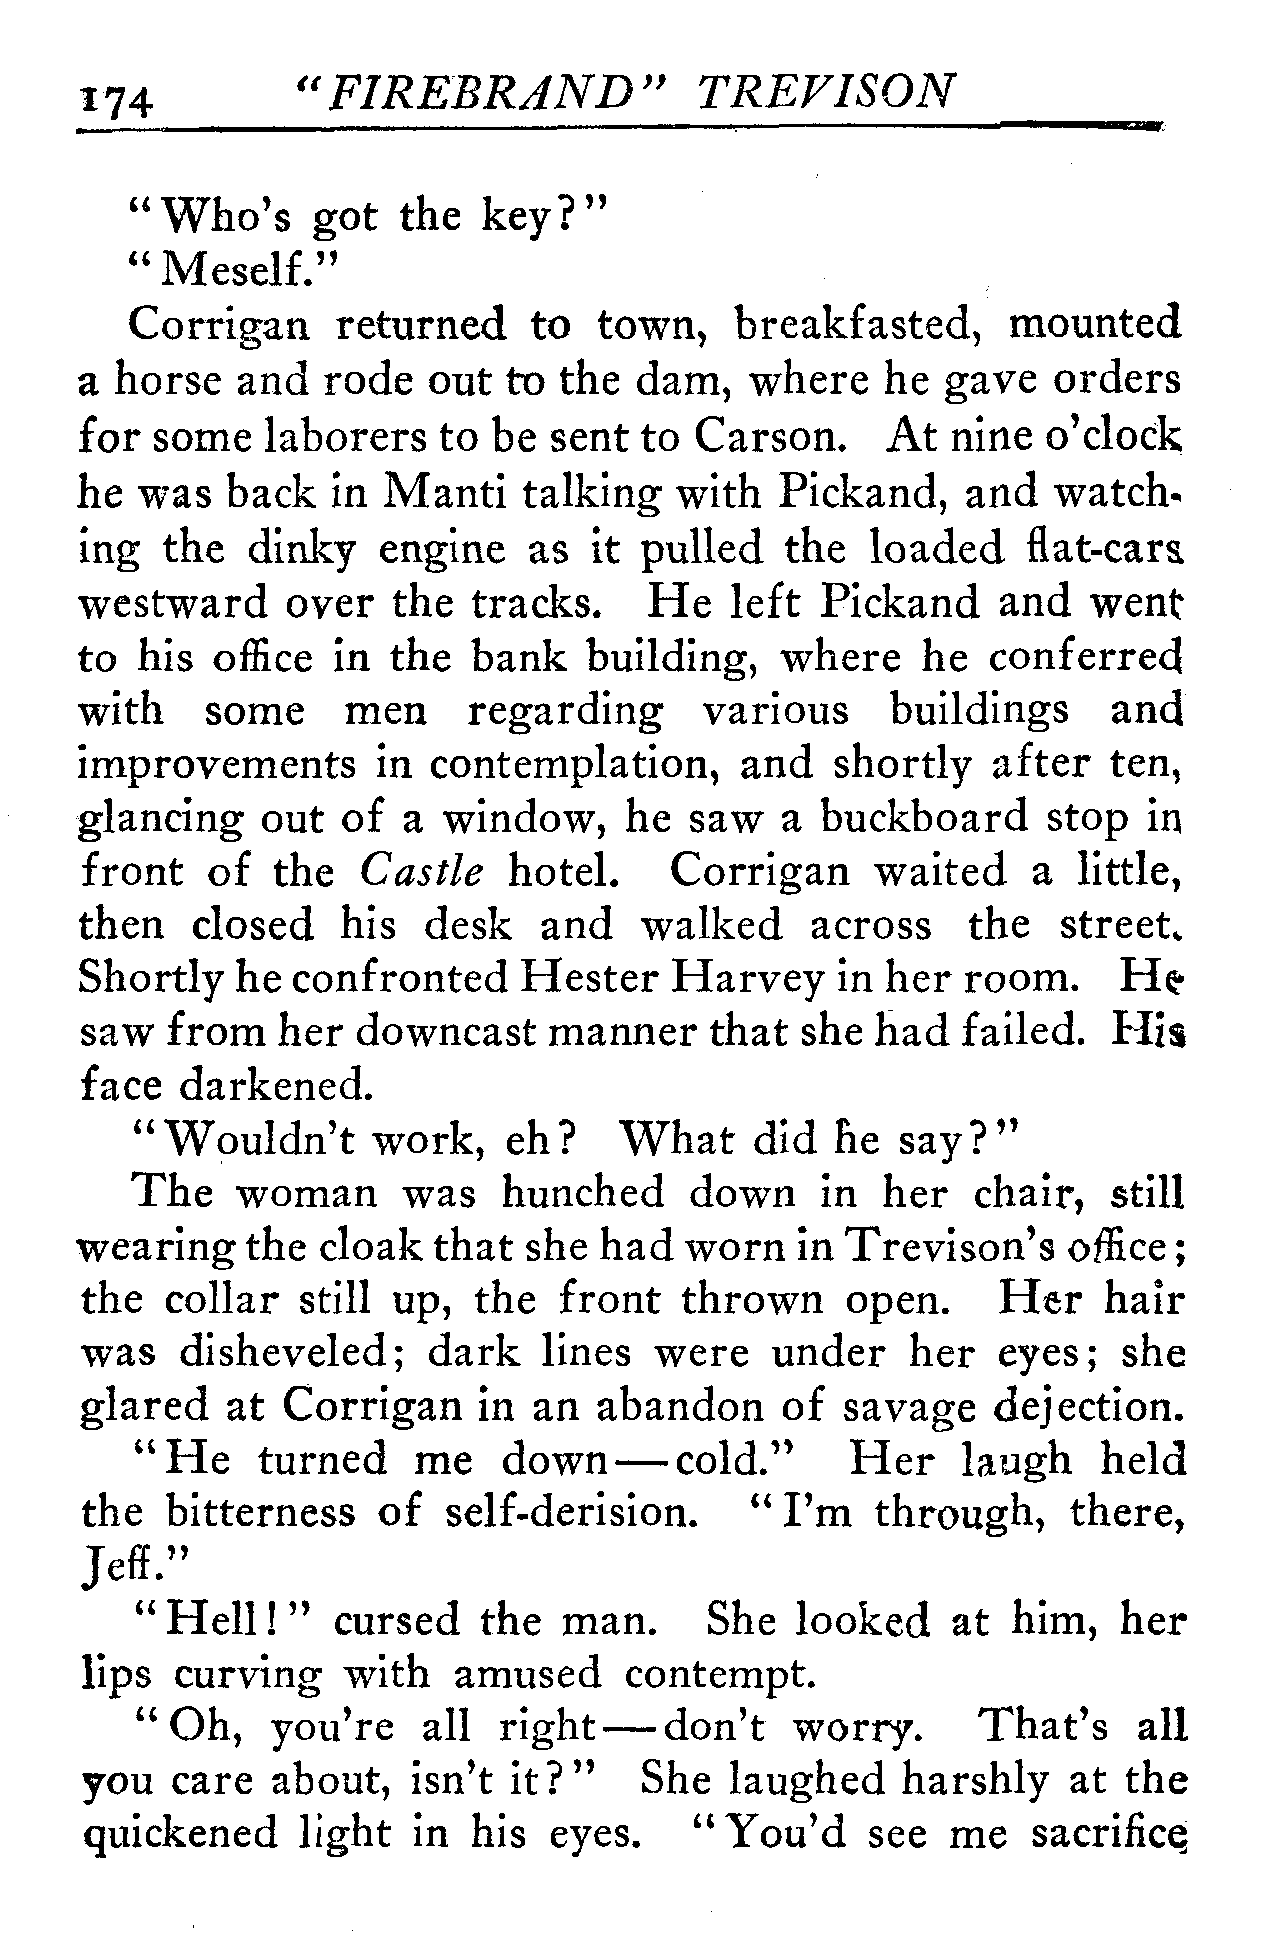 174 "FIREBRAND" TREVISON
"Who's got the key?"
"Meself."
Corrigan returned to town, breakfasted, mounted
a horse and rode out to the dam, where he gave orders
for some laborers to be sent to Carson. At nine o'clock
he was back in Manti talking with Pickand, and watch-
ing the dinky engine as it pulled the loaded flat-cars
westward over the tracks. He left Pickand and went
to his office in the bank building, where he conferred
with some men regarding various buildings and
improvements in contemplation, and shortly after ten,
glancing out of a window, he saw a buckboard stop in
front of the Castle hotel. Corrigan waited a little,
then closed his desk and walked across the street.
Shortly he confronted Hester Harvey in her room. He
saw from her downcast manner that she had failed. His
face darkened.
"Wouldn't work, eh? What did he say?"
The woman was hunched down in her chair, still
wearing the cloak that she had worn in Trevison's office;
the collar still up, the front thrown open. Her hair
was disheveled; dark lines were under her eyes; she
glared at Corrigan in an abandon of savage dejection.
"He turned me down—cold." Her laugh held
the bitterness of self-derision. "I'm through, there,
Jeff."
"Hell!" cursed the man. She looked at him, her
lips curving with amused contempt.
"Oh, you're all right—don't worry. That's all
you care about, isn't it?" She laughed harshly at the
quickened light in his eyes. "You'd see me sacrifice